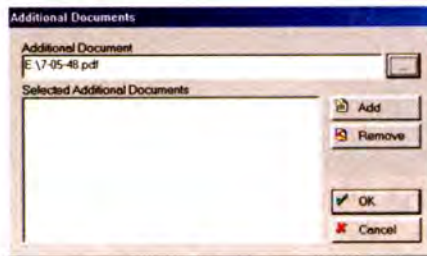 Additional Documents
Additional Document
E:\7-05-48.pdf
...
Selected Additional Documents
Add
Remove
OK
Cancel